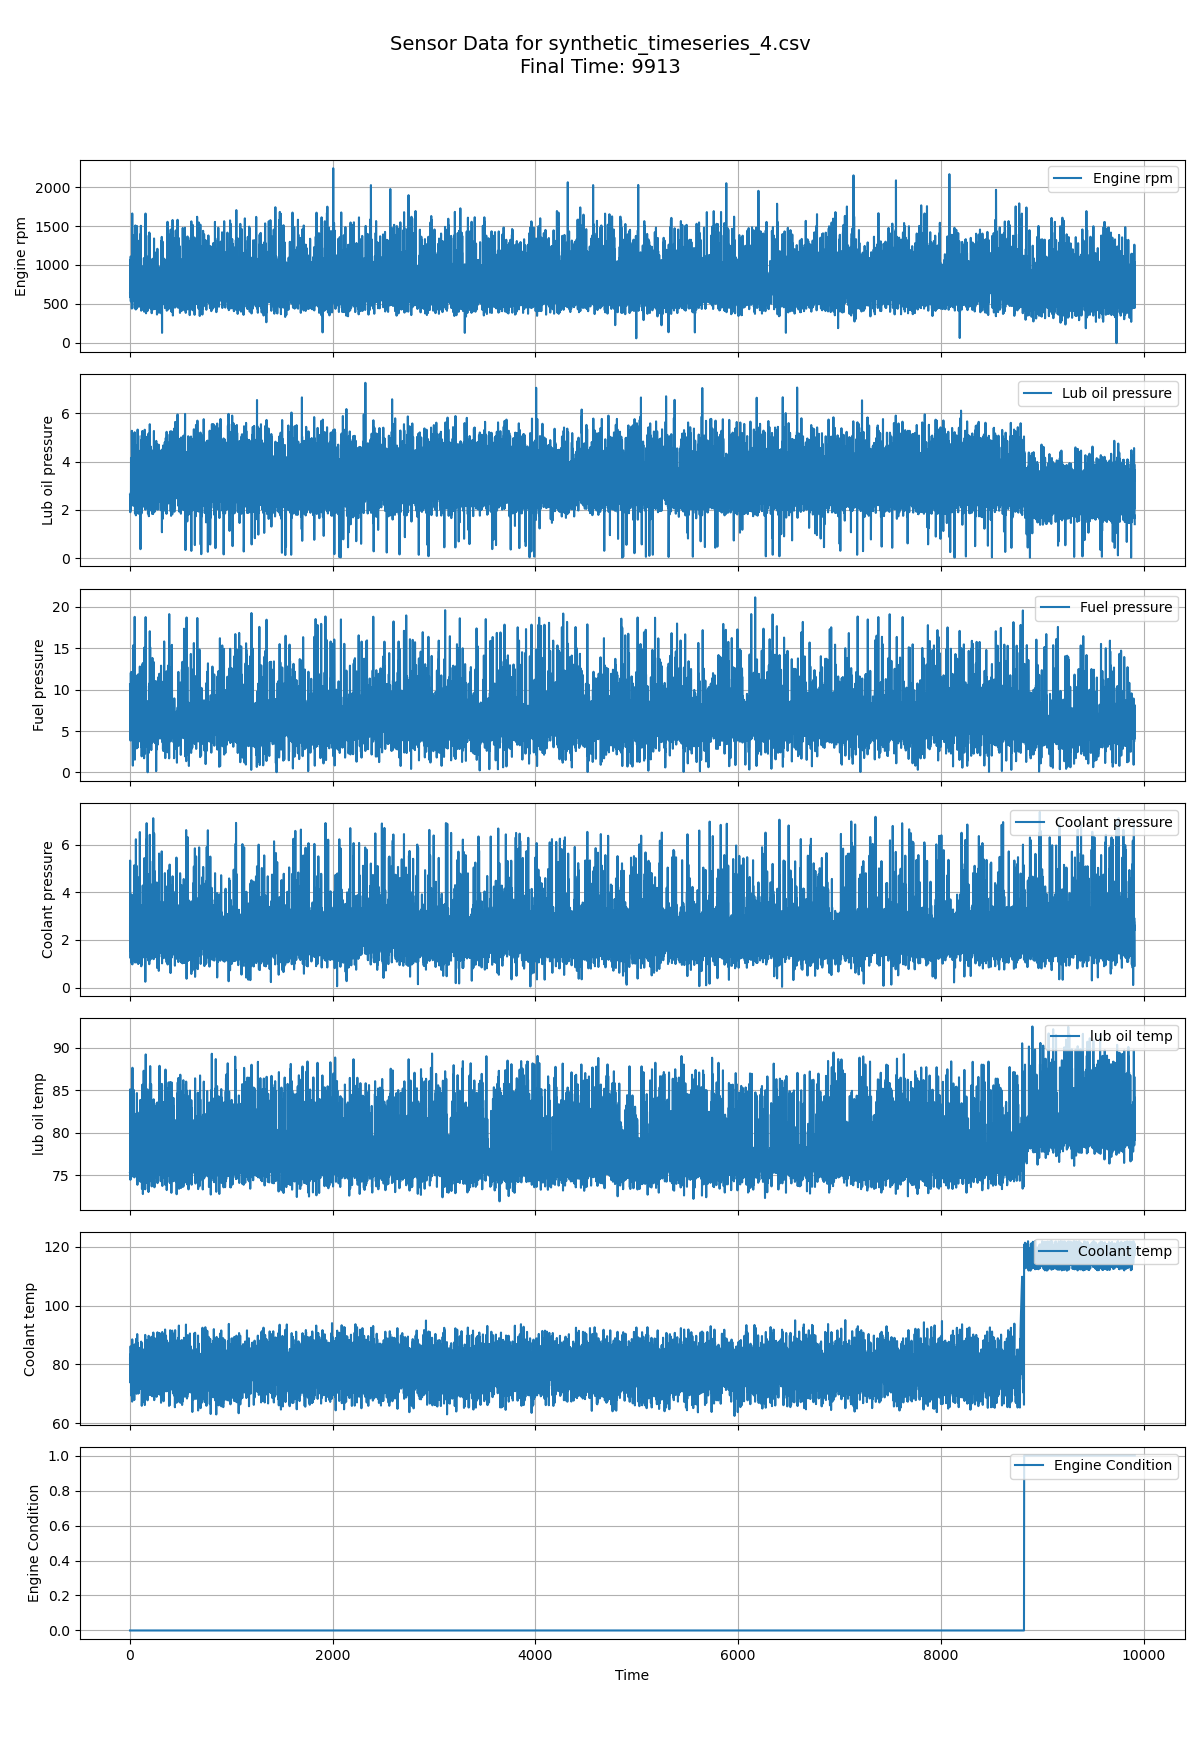 Sensor Data for synthetic_timeseries_4.csv
Final Time: 9913
Engine rpm
2000
1500
1000
500
0
Engine rpm
Lub oil pressure
6
4
2
0
Lub oil pressure
Fuel pressure
20
15
10
5
0
Fuel pressure
Coolant pressure
6
4
2
0
Coolant pressure
lub oil temp
90
85
80
75
lub oil temp
Coolant temp
120
100
80
60
Coolant temp
Engine Condition
1.0
0.8
0.6
0.4
0.2
0.0
Engine Condition
0 2000 4000 6000 8000 10000
Time